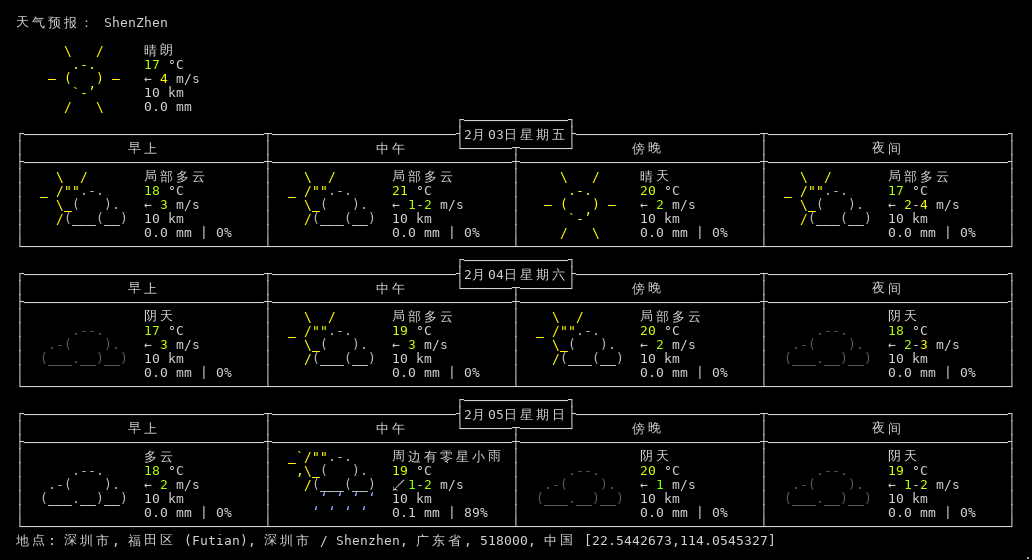 天气预报： ShenZhen
晴朗
17 °C
← 4 m/s
10 km
0.0 mm
2月03日星期五
早上 中午 傍晚 夜间
局部多云 局部多云 晴天 局部多云
18 °C 21 °C 20 °C 17 °C
← 3 m/s ← 1-2 m/s ← 2 m/s ← 2-4 m/s
10 km 10 km 10 km 10 km
0.0 mm | 0% 0.0 mm | 0% 0.0 mm | 0% 0.0 mm | 0%
2月04日星期六
早上 中午 傍晚 夜间
阴天 局部多云 局部多云 阴天
17 °C 19 °C 20 °C 18 °C
← 3 m/s ← 3 m/s ← 2 m/s ← 2-3 m/s
10 km 10 km 10 km 10 km
0.0 mm | 0% 0.0 mm | 0% 0.0 mm | 0% 0.0 mm | 0%
2月05日星期日
早上 中午 傍晚 夜间
多云 周边有零星小雨 阴天 阴天
18 °C 19 °C 20 °C 19 °C
← 2 m/s ↙ 1-2 m/s ← 1 m/s ← 1-2 m/s
10 km 10 km 10 km 10 km
0.0 mm | 0% 0.1 mm | 89% 0.0 mm | 0% 0.0 mm | 0%
地点: 深圳市, 福田区 (Futian), 深圳市 / Shenzhen, 广东省, 518000, 中国 [22.5442673,114.0545327]